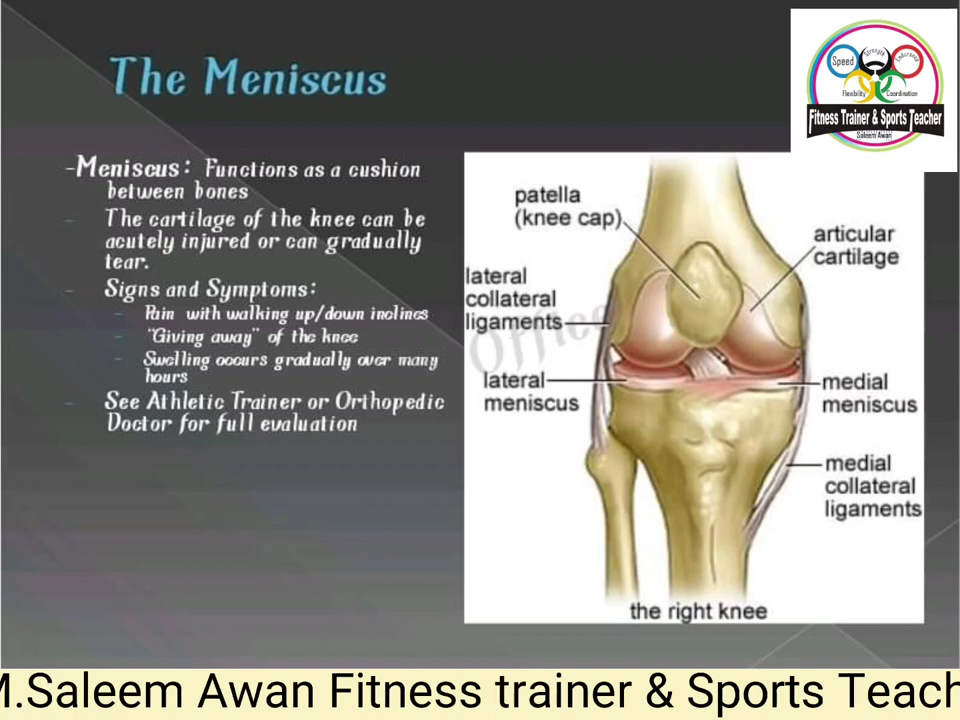 The Meniscus
Speed
Strength
Endurance
Flexibility
Coordination
Fitness Trainer & Sports Teacher
Saleem Awan
-Meniscus: Functions as a cushion
between bones
- The cartilage of the knee can be
acutely injured or can gradually
tear.
- Signs and Symptoms:
- Pain with walking up/down inclines
- "Giving away" of the knee
- Swelling occurs gradually over many
hours
- See Athletic Trainer or Orthopedic
Doctor for full evaluation
patella
(knee cap)
articular
cartilage
lateral
collateral
ligaments
Office
lateral
meniscus
medial
meniscus
medial
collateral
ligaments
the right knee
M.Saleem Awan Fitness trainer & Sports Teach